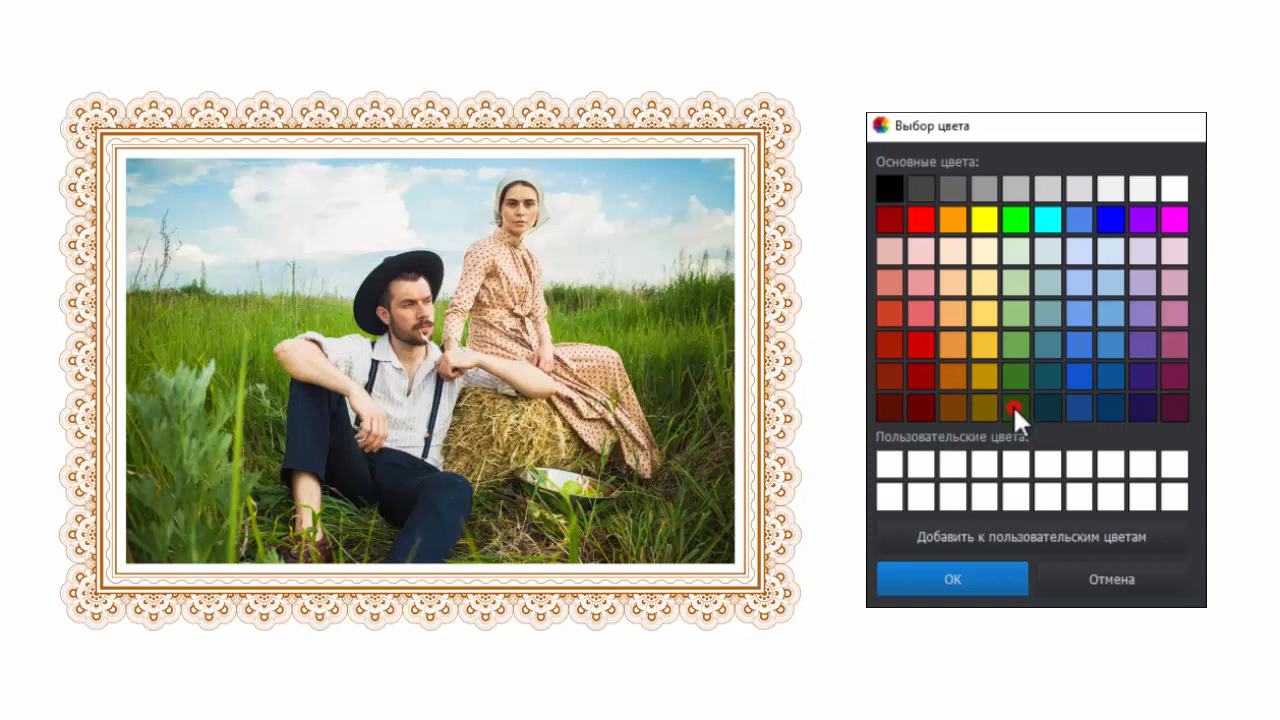 Выбор цвета
Основные цвета:
Пользовательские цвета:
Добавить к пользовательским цветам
ОК
Отмена